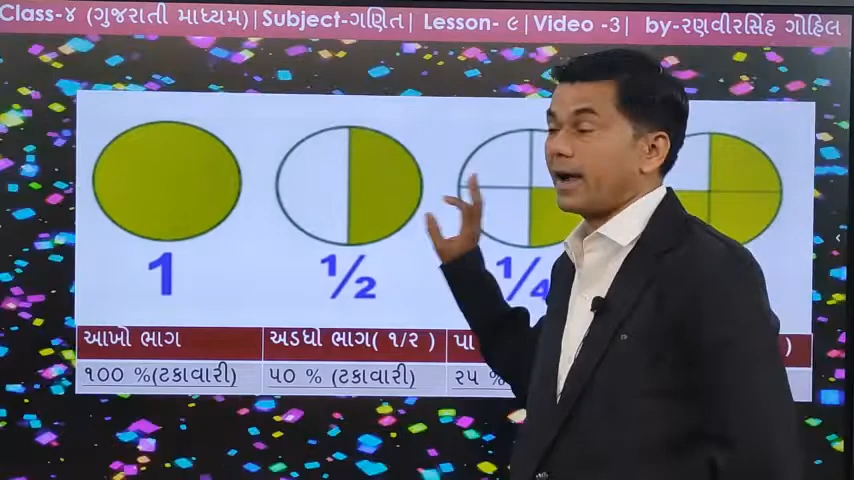 Class-૪ (ગુજરાતી માધ્યમ)|Subject-ગણિત| Lesson- ૯|Video -3| by-રણવીરસિંહ ગોહિલ
1 ½ ¼
આખો ભાગ અડધો ભાગ( ૧/૨ ) )
૧૦૦ %(ટકાવારી) ૫૦ % (ટકાવારી) ૨૫ %